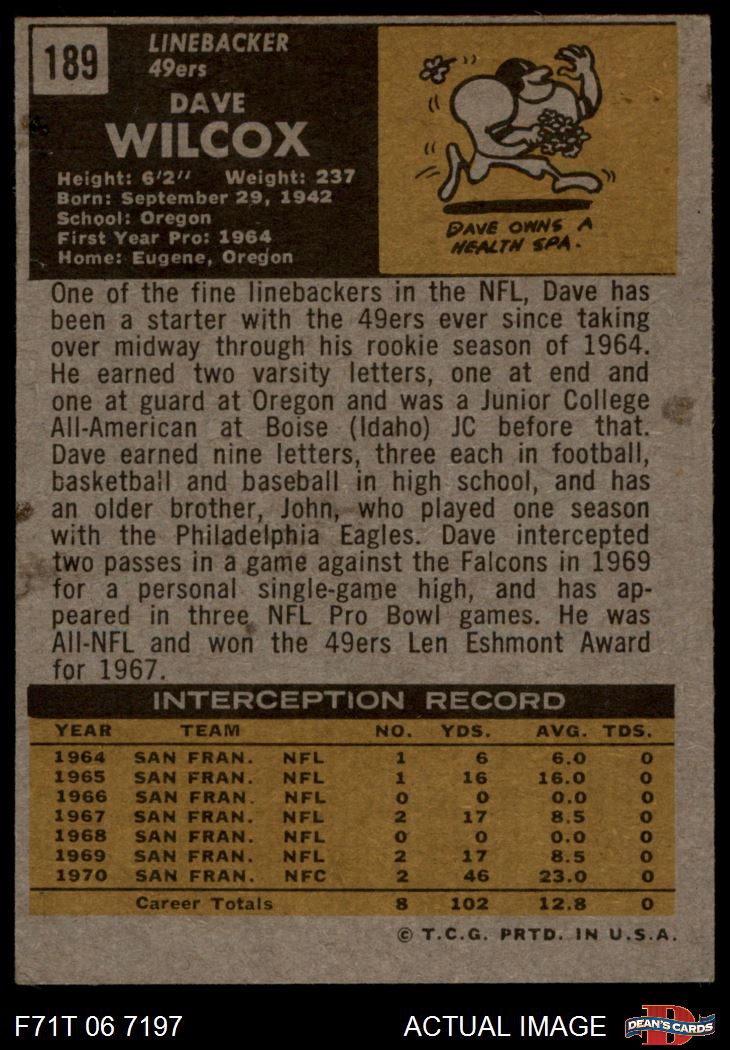 189
LINEBACKER
49ers
DAVE
WILCOX
Height: 6'2" Weight: 237
Born: September 29, 1942
School: Oregon
First Year Pro: 1964
Home: Eugene, Oregon
DAVE OWNS A
HEALTH SPA.
One of the fine linebackers in the NFL, Dave has
been a starter with the 49ers ever since taking
over midway through his rookie season of 1964.
He earned two varsity letters, one at end and
one at guard at Oregon and was a Junior College
All-American at Boise (Idaho) JC before that.
Dave earned nine letters, three each in football,
basketball and baseball in high school, and has
an older brother, John, who played one season
with the Philadelphia Eagles. Dave intercepted
two passes in a game against the Falcons in 1969
for a personal single-game high, and has ap-
peared in three NFL Pro Bowl games. He was
All-NFL and won the 49ers Len Eshmont Award
for 1967.
INTERCEPTION RECORD
YEAR TEAM NO. YDS. AVG. TDS.
1964 SAN FRAN. NFL 1 6 6.0 0
1965 SAN FRAN. NFL 1 16 16.0 0
1966 SAN FRAN. NFL 0 0 0.0 0
1967 SAN FRAN. NFL 2 17 8.5 0
1968 SAN FRAN. NFL 0 0 0.0 0
1969 SAN FRAN. NFL 2 17 8.5 0
1970 SAN FRAN. NFC 2 46 23.0 0
Career Totals 8 102 12.8 0
© T.C.G. PRTD. IN U.S.A.
F71T 06 7197 ACTUAL IMAGE D DEAN'S CARDS